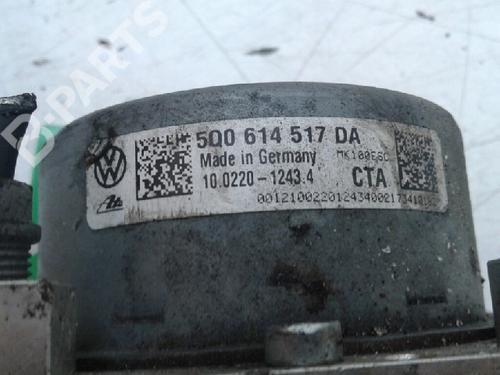 B-PARTS
5Q0 614 517 DA
Made in Germany
MK100ESC
10.0220-1243.4
CTA